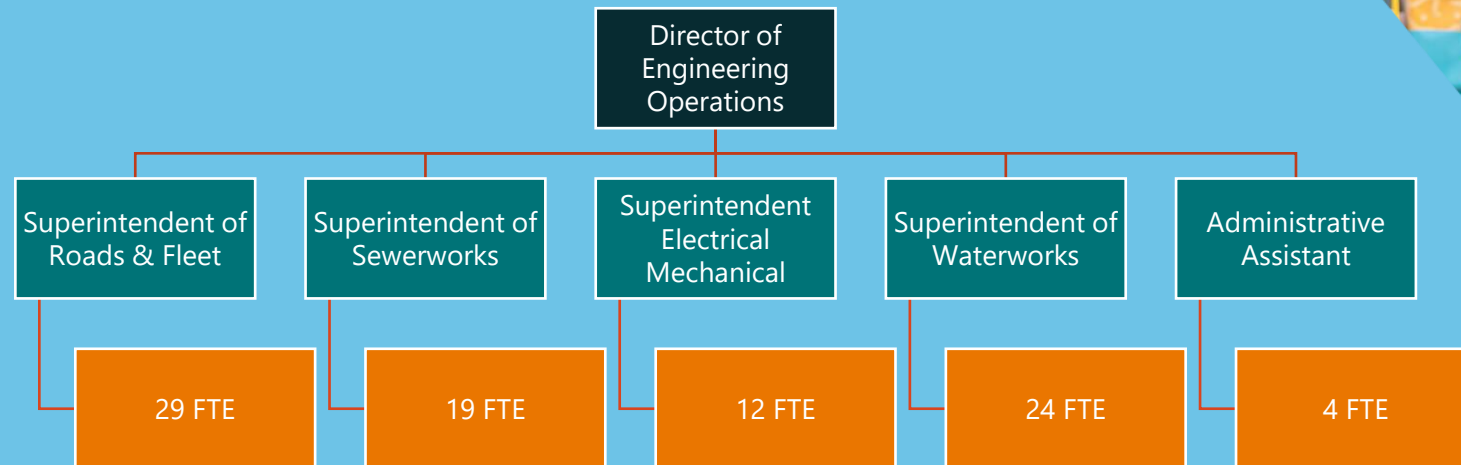 Director of
Engineering
Operations
Superintendent of
Roads & Fleet
Superintendent of
Sewerworks
Superintendent
Electrical
Mechanical
Superintendent of
Waterworks
Administrative
Assistant
29 FTE
19 FTE
12 FTE
24 FTE
4 FTE